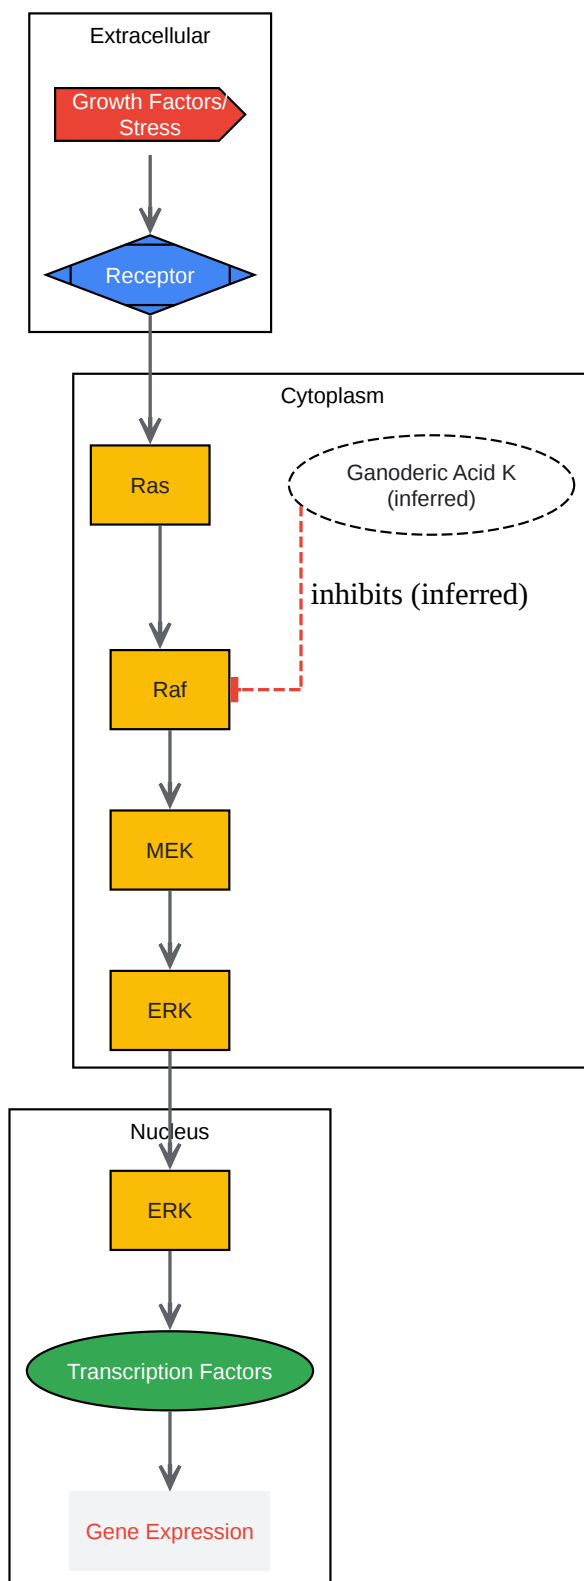 Extracellular
Growth Factors/
Stress
Receptor
Cytoplasm
Ganoderic Acid K
(inferred)
Ras
inhibits (inferred)
Raf
MEK
ERK
Nucleus
ERK
Transcription Factors
Gene Expression